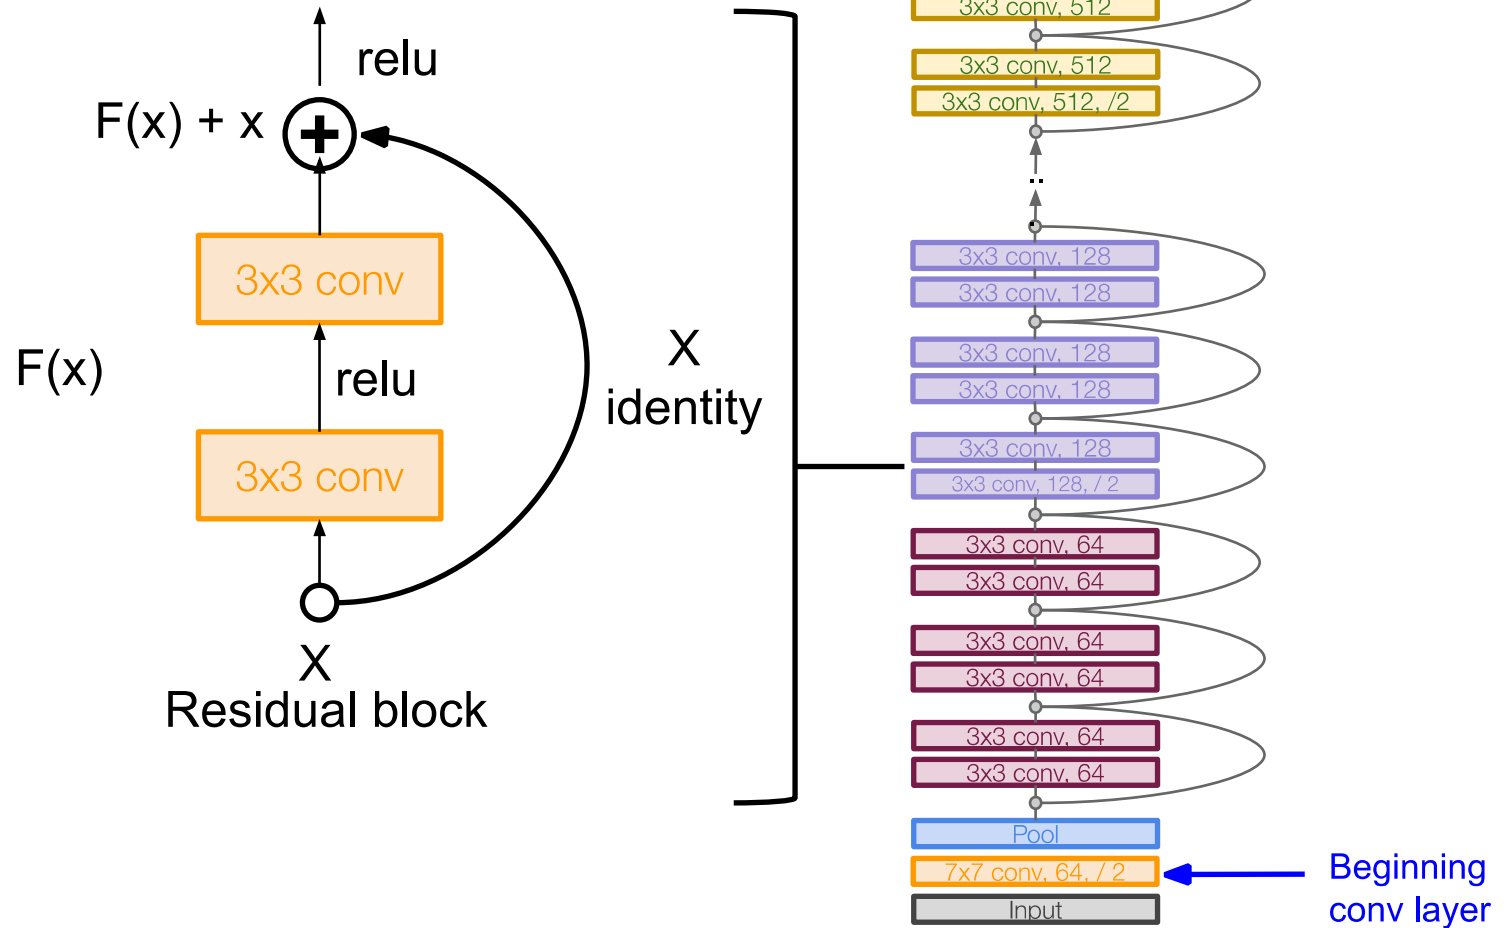 relu
F(x) + x
3x3 conv
F(x)
relu
X
identity
3x3 conv
X
Residual block
3x3 conv, 512
3x3 conv, 512
3x3 conv, 512, /2
..
3x3 conv, 128
3x3 conv, 128
3x3 conv, 128
3x3 conv, 128
3x3 conv, 128
3x3 conv, 128, / 2
3x3 conv, 64
3x3 conv, 64
3x3 conv, 64
3x3 conv, 64
3x3 conv, 64
3x3 conv, 64
Pool
7x7 conv, 64, / 2
Input
Beginning
conv layer